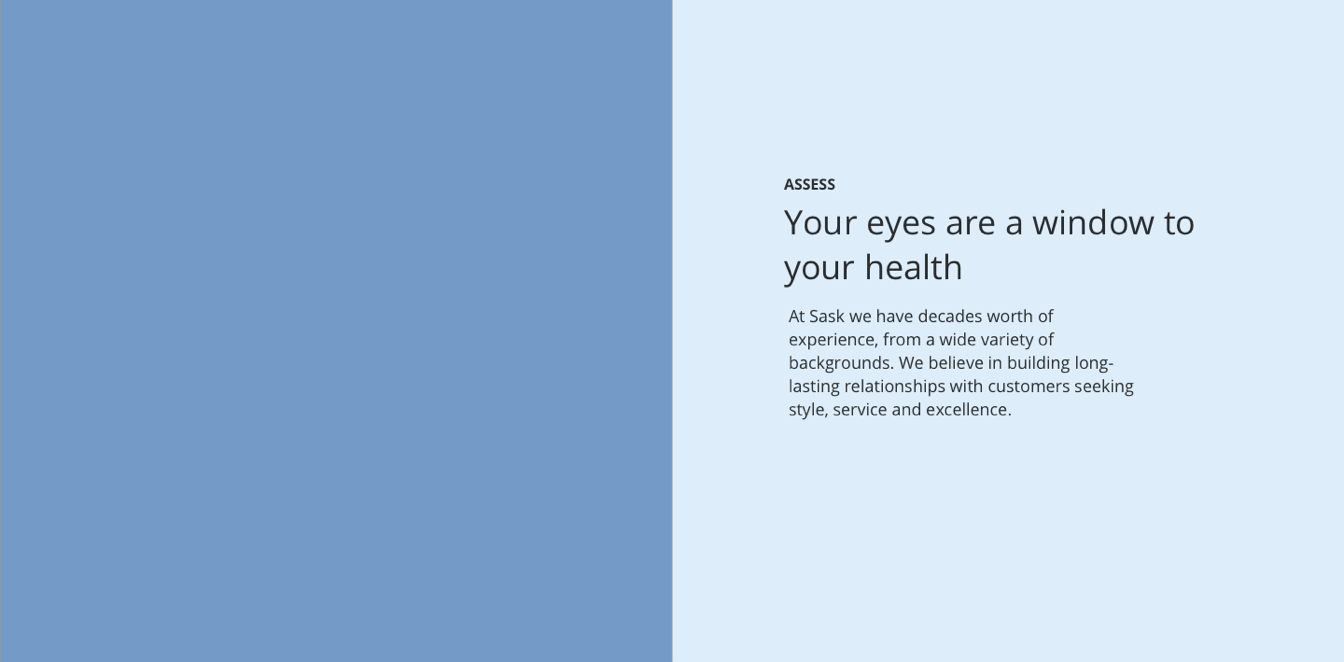 ASSESS
Your eyes are a window to
your health
At Sask we have decades worth of
experience, from a wide variety of
backgrounds. We believe in building long-
lasting relationships with customers seeking
style, service and excellence.